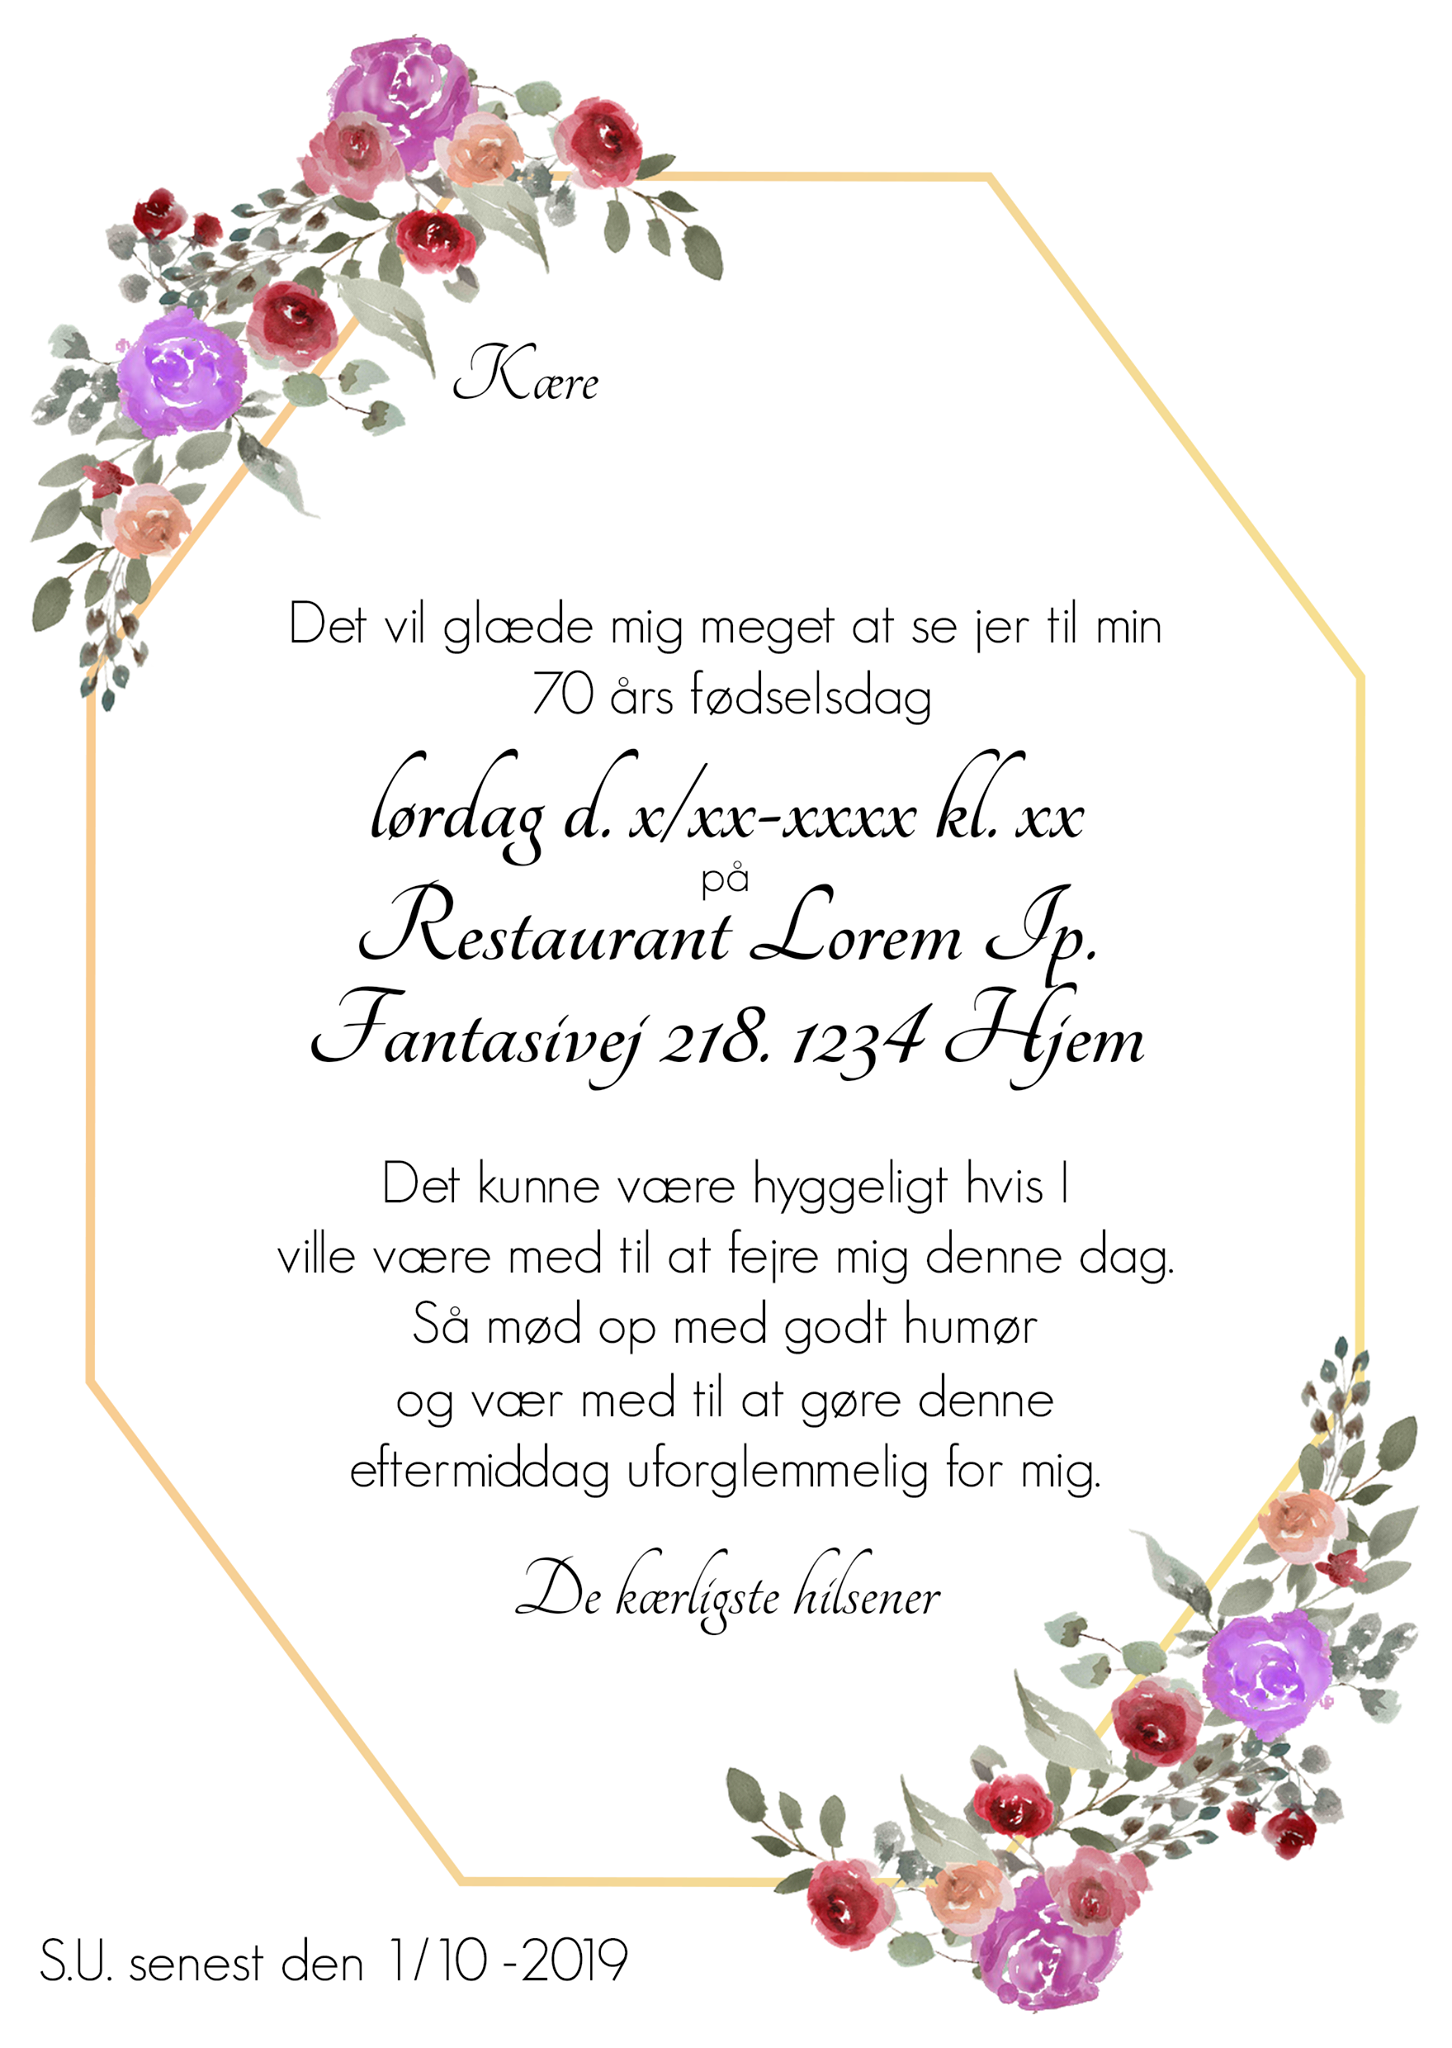 Kære
Det vil glæde mig meget at se jer til min
70 års fødselsdag
lørdag d. x/xx-xxxx kl. xx
på
Restaurant Lorem Ip.
Fantasivej 218. 1234 Hjem
Det kunne være hyggeligt hvis I
ville være med til at fejre mig denne dag.
Så mød op med godt humør
og vær med til at gøre denne
eftermiddag uforglemmelig for mig.
De kærligste hilsener
S.U. senest den 1/10 -2019